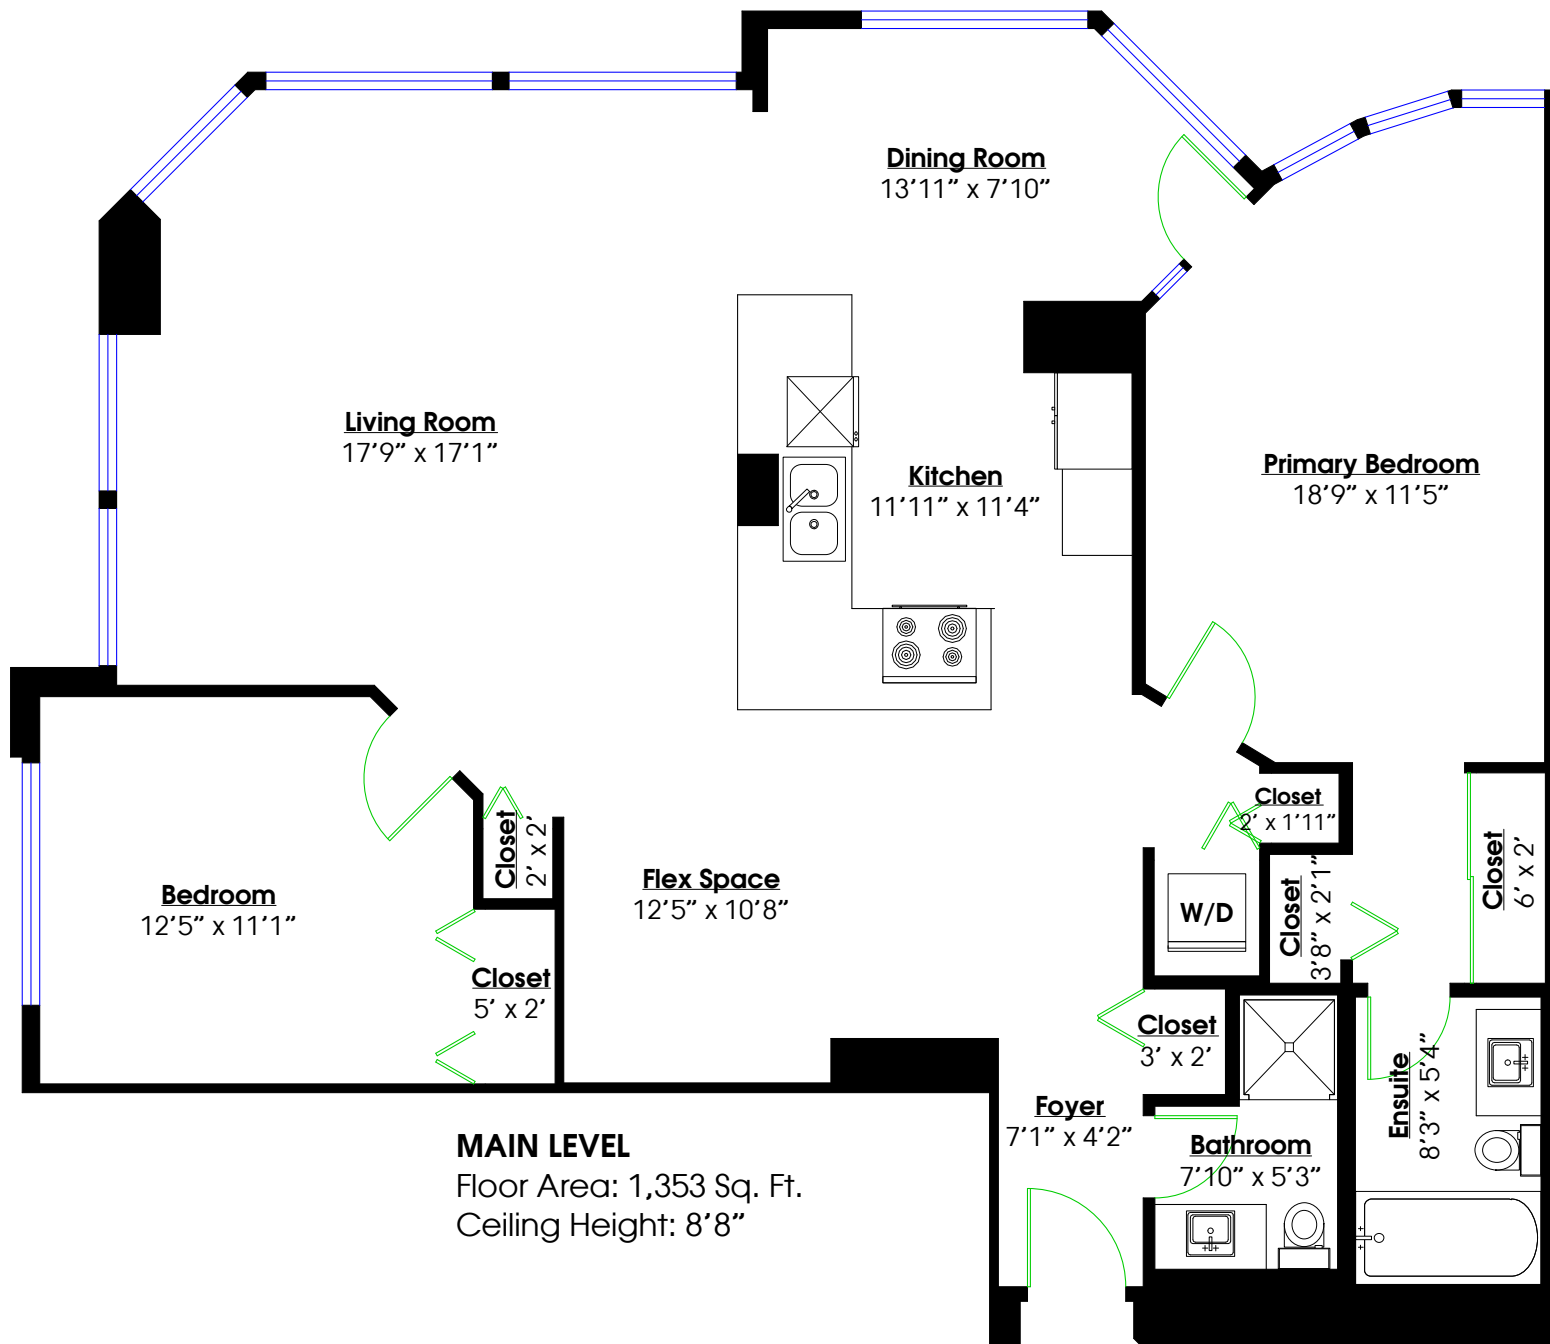 Dining Room
13'11" x 7'10"
Living Room
17'9" x 17'1"
Kitchen
11'11" x 11'4"
Primary Bedroom
18'9" x 11'5"
Closet
2' x 1'11"
Closet
2' x 2'
Bedroom
12'5" x 11'1"
Flex Space
12'5" x 10'8"
W/D
Closet
3'8" x 2'1"
Closet
6' x 2'
Closet
5' x 2'
Closet
3' x 2'
Foyer
7'1" x 4'2"
Bathroom
7'10" x 5'3"
Ensuite
8'3" x 5'4"
MAIN LEVEL
Floor Area: 1,353 Sq. Ft.
Ceiling Height: 8'8"